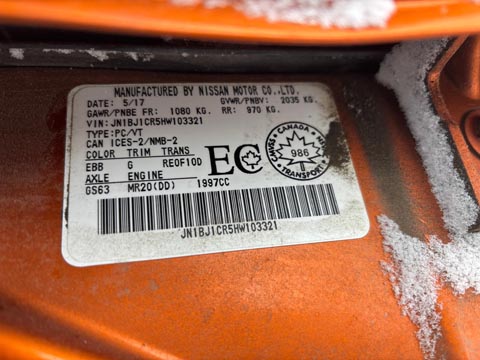 MANUFACTURED BY NISSAN MOTOR CO.,LTD.
DATE: 5/17 GVWR/PNBV: 2035 KG.
GAWR/PNBE FR: 1080 KG. RR: 970 KG.
VIN: JN1BJ1CR5HW103321
TYPE: PC/VT
CAN ICES-2/NMB-2
COLOR TRIM TRANS
EBB G RE0F10D
AXLE ENGINE
GS63 MR20(DD) 1997CC
EC
CANADA
CMVSS
986
TRANSPORT
JN1BJ1CR5HW103321